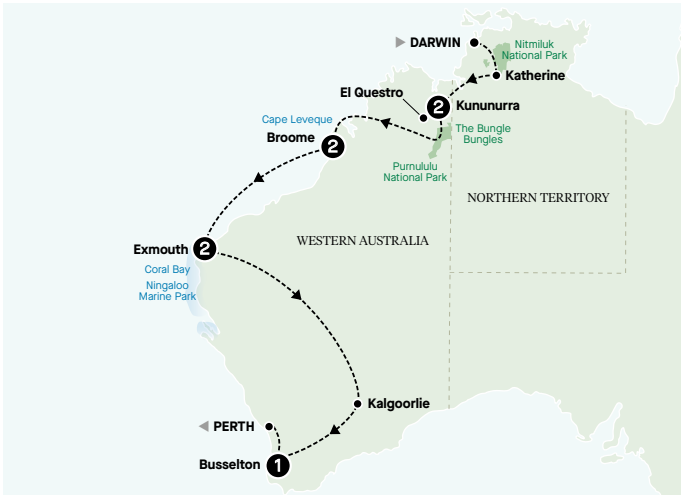 DARWIN
Nitmiluk
National Park
Katherine
El Questro
2
Kununurra
Cape Leveque
Broome
2
The Bungle
Bungles
Purnululu
National Park
NORTHERN TERRITORY
WESTERN AUSTRALIA
Exmouth
2
Coral Bay
Ningaloo
Marine Park
Kalgoorlie
PERTH
Busselton
1